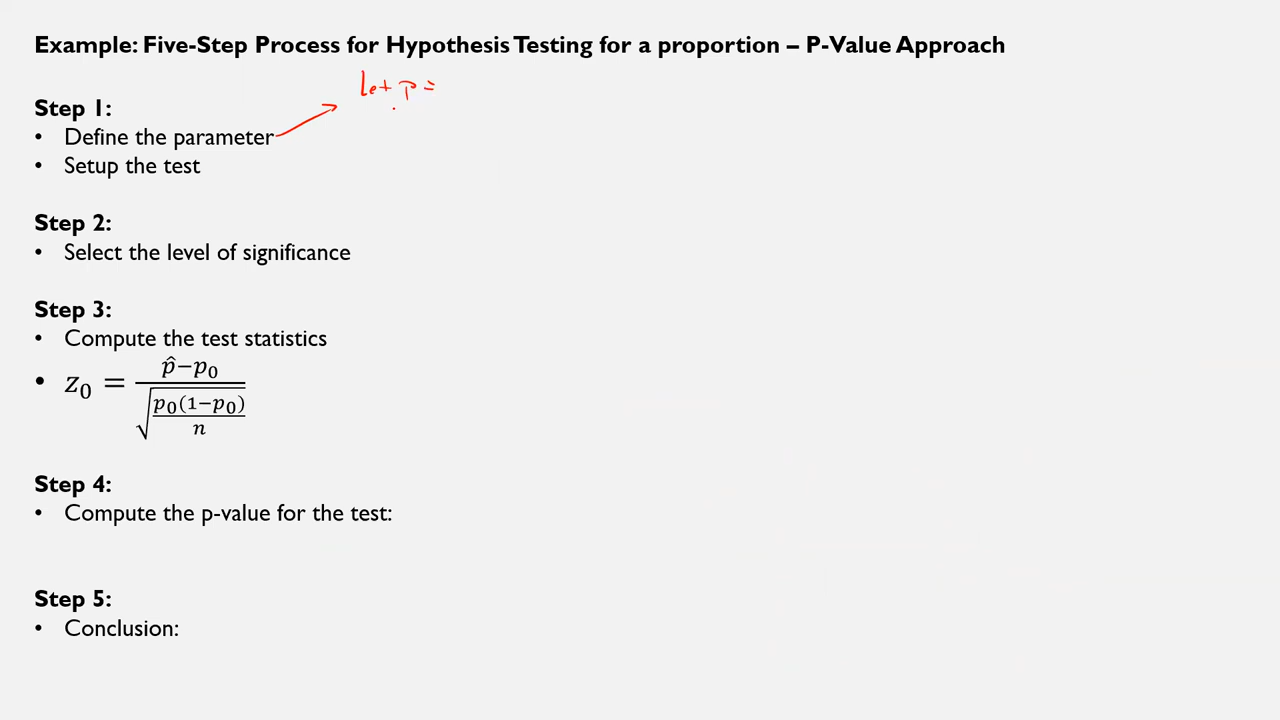 Example: Five-Step Process for Hypothesis Testing for a proportion – P-Value Approach
Let p =
Step 1:
• Define the parameter
• Setup the test
Step 2:
• Select the level of significance
Step 3:
• Compute the test statistics
• z₀ = (p̂−p₀)/√(p₀(1−p₀)/n)
Step 4:
• Compute the p-value for the test:
Step 5:
• Conclusion: